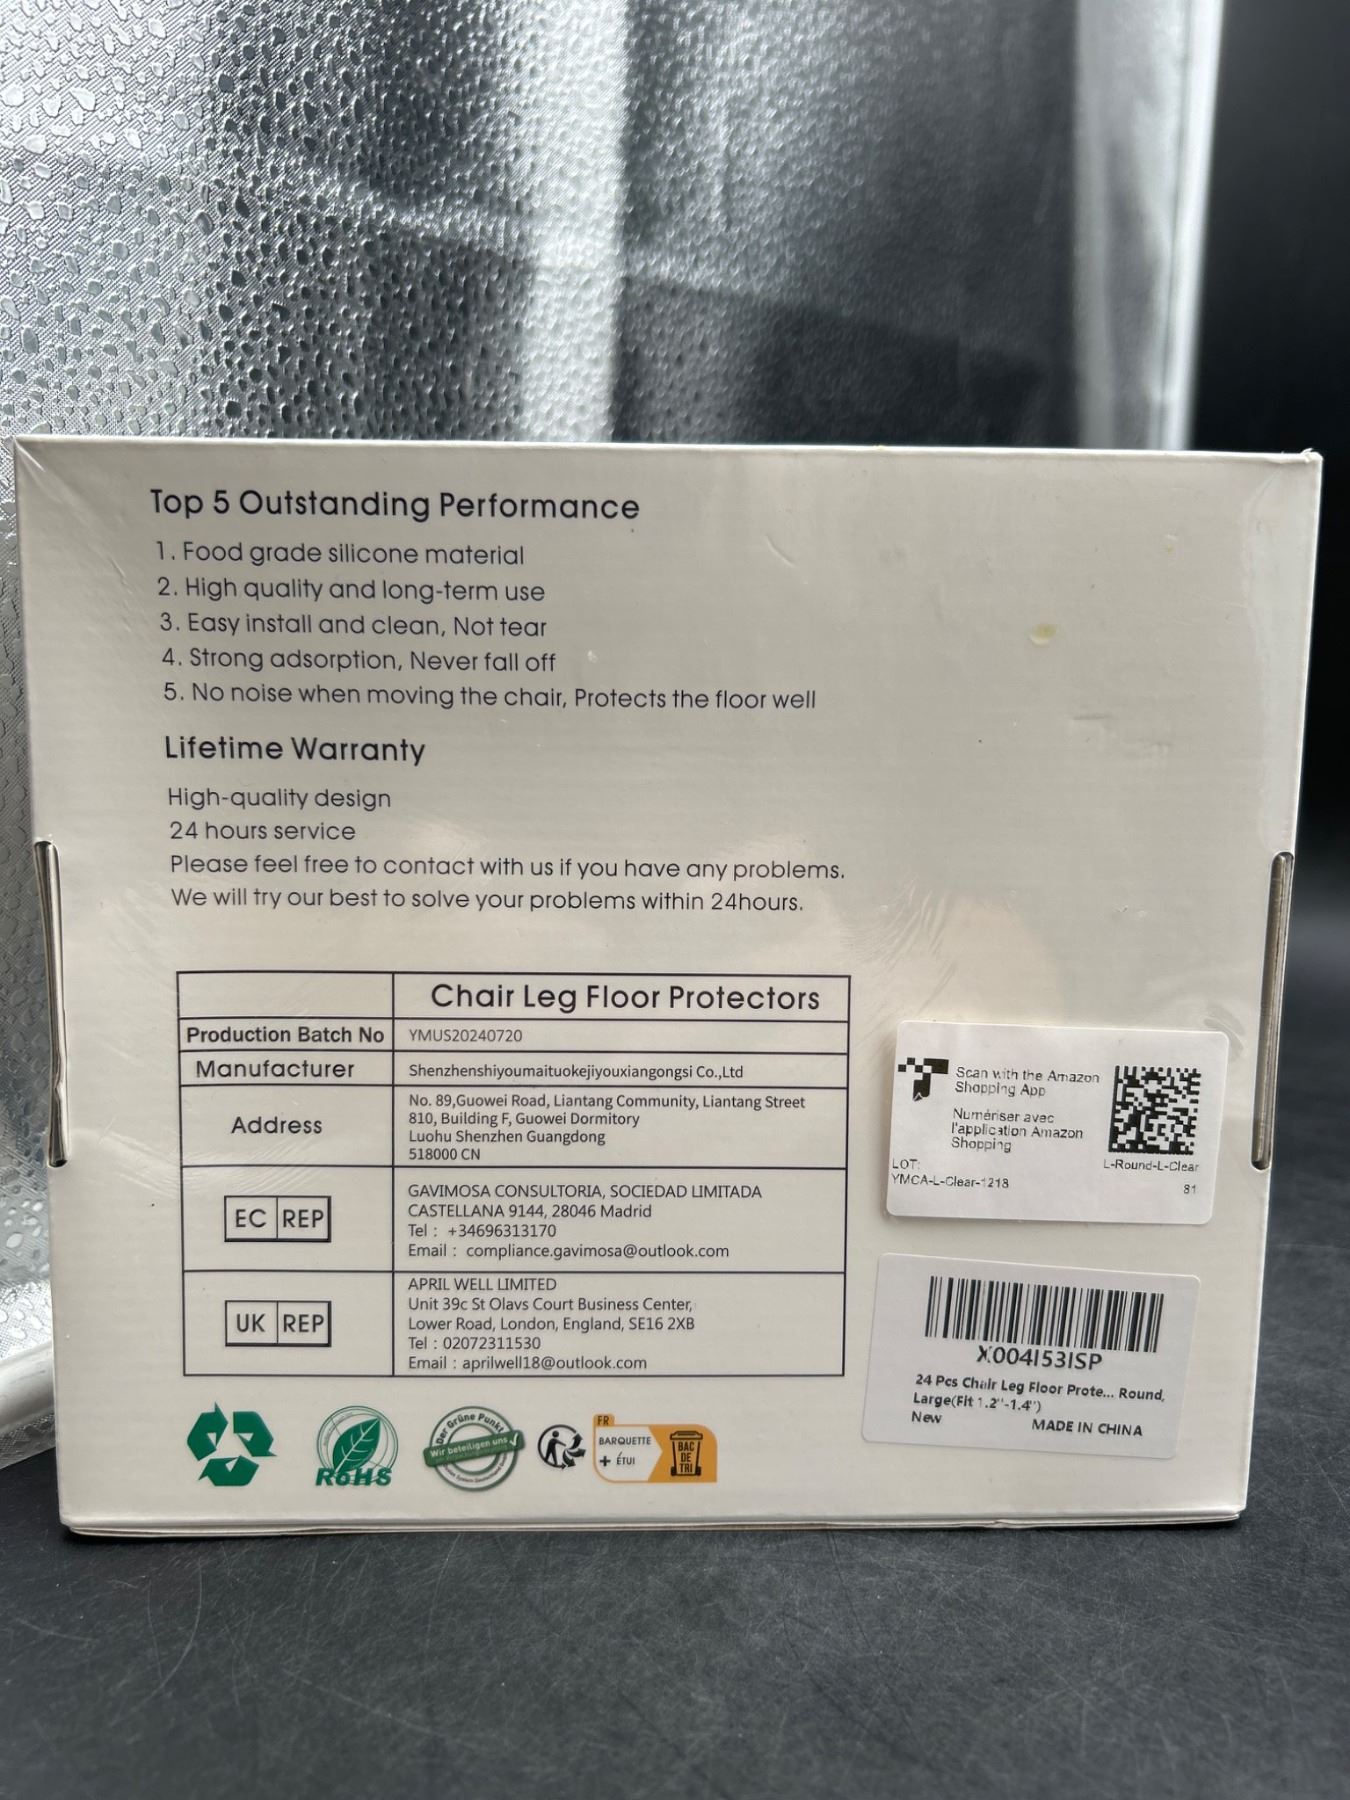 Top 5 Outstanding Performance
1. Food grade silicone material
2. High quality and long-term use
3. Easy install and clean, Not tear
4. Strong adsorption, Never fall off
5. No noise when moving the chair, Protects the floor well
Lifetime Warranty
High-quality design
24 hours service
Please feel free to contact with us if you have any problems.
We will try our best to solve your problems within 24hours.
Chair Leg Floor Protectors
Production Batch No YMUS20240720
Manufacturer Shenzhenshiyoumaituokejiyouxiangongsi Co.,Ltd
Address
No. 89,Guowei Road, Liantang Community, Liantang Street
810, Building F, Guowei Dormitory
Luohu Shenzhen Guangdong
518000 CN
EC REP
GAVIMOSA CONSULTORIA, SOCIEDAD LIMITADA
CASTELLANA 9144, 28046 Madrid
Tel : +34696313170
Email : compliance.gavimosa@outlook.com
UK REP
APRIL WELL LIMITED
Unit 39c St Olavs Court Business Center,
Lower Road, London, England, SE16 2XB
Tel : 02072311530
Email : aprilwell18@outlook.com
Scan with the Amazon
Shopping App
Numériser avec
l'application Amazon
Shopping
LOT:
YMCA-L-Clear-1218
L-Round-L-Clear
81
X004I53ISP
24 Pcs Chair Leg Floor Prote... Round,
Large(Fit 1.2''-1.4'')
New
MADE IN CHINA
RoHS
Der Grüne Punkt
Wir beteiligen uns
FR
BARQUETTE
+ ÉTUI
BAC
DE
TRI